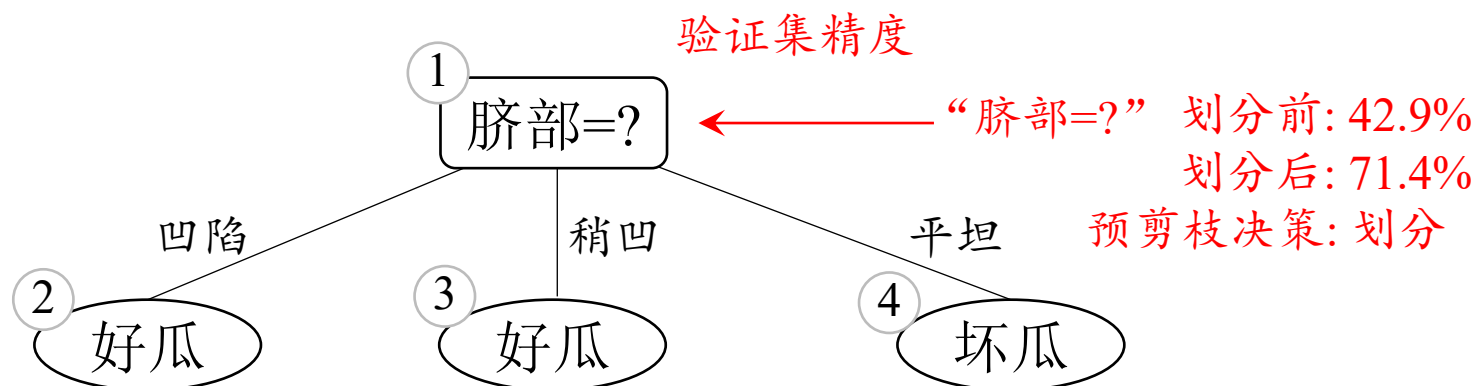 验证集精度
1
脐部=?
“脐部=?” 划分前: 42.9%
划分后: 71.4%
预剪枝决策: 划分
凹陷
稍凹
平坦
2
好瓜
3
好瓜
4
坏瓜